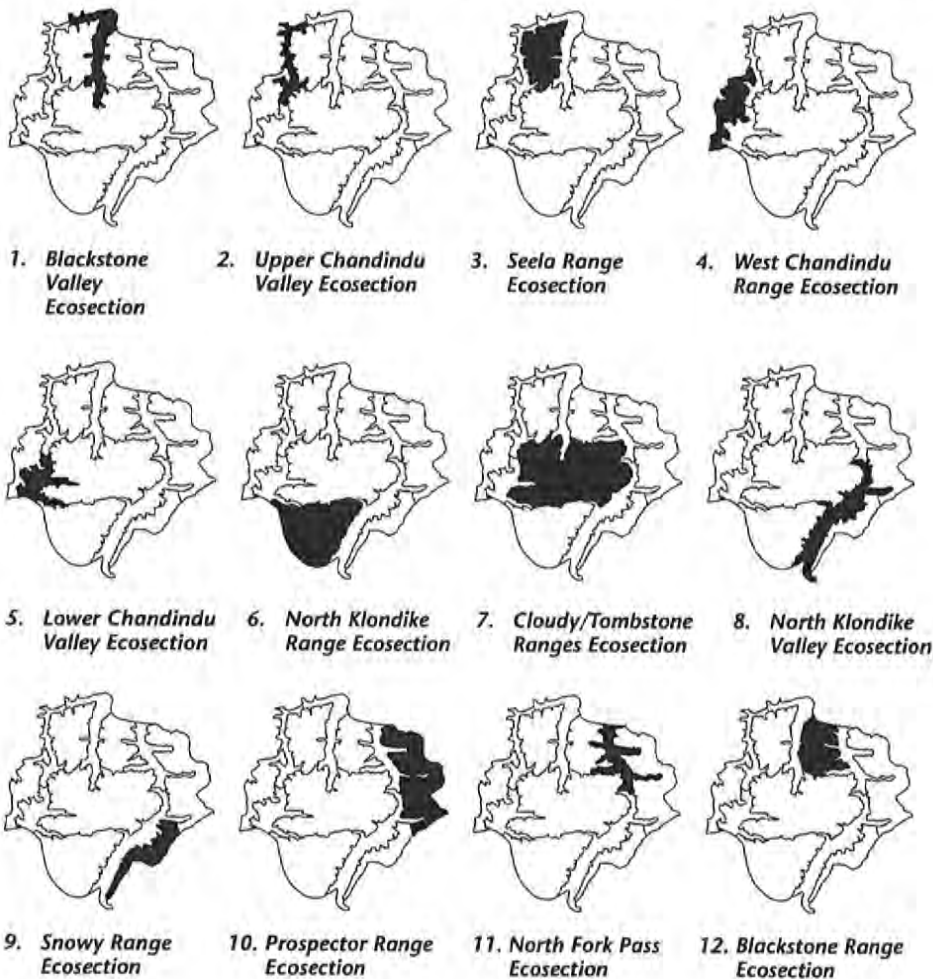 1. Blackstone
Valley
Ecosection
2. Upper Chandindu
Valley Ecosection
3. Seela Range
Ecosection
4. West Chandindu
Range Ecosection
5. Lower Chandindu
Valley Ecosection
6. North Klondike
Range Ecosection
7. Cloudy/Tombstone
Ranges Ecosection
8. North Klondike
Valley Ecosection
9. Snowy Range
Ecosection
10. Prospector Range
Ecosection
11. North Fork Pass
Ecosection
12. Blackstone Range
Ecosection